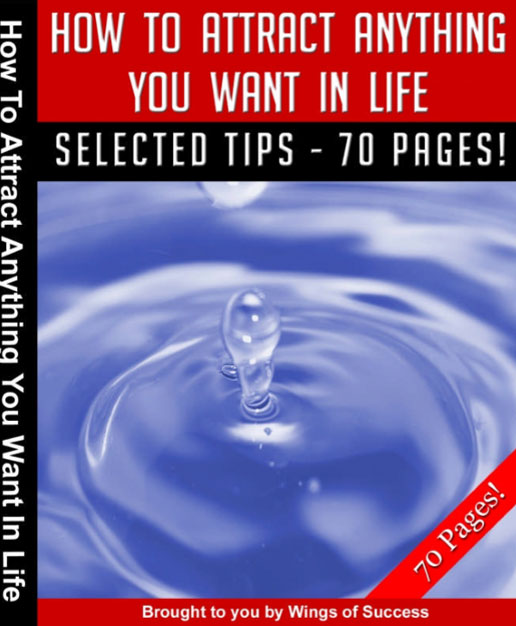 HOW TO ATTRACT ANYTHING
YOU WANT IN LIFE
SELECTED TIPS - 70 PAGES!
How To Attract Anything You Want In Life
70 Pages!
Brought to you by Wings of Success